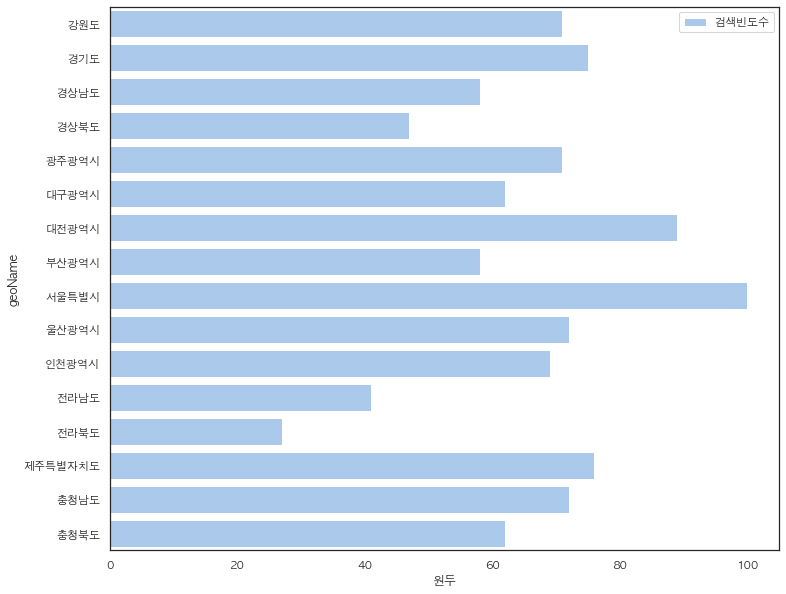 검색빈도수
강원도
경기도
경상남도
경상북도
광주광역시
대구광역시
대전광역시
부산광역시
서울특별시
울산광역시
인천광역시
전라남도
전라북도
제주특별자치도
충청남도
충청북도
geoName
0 20 40 60 80 100
원두